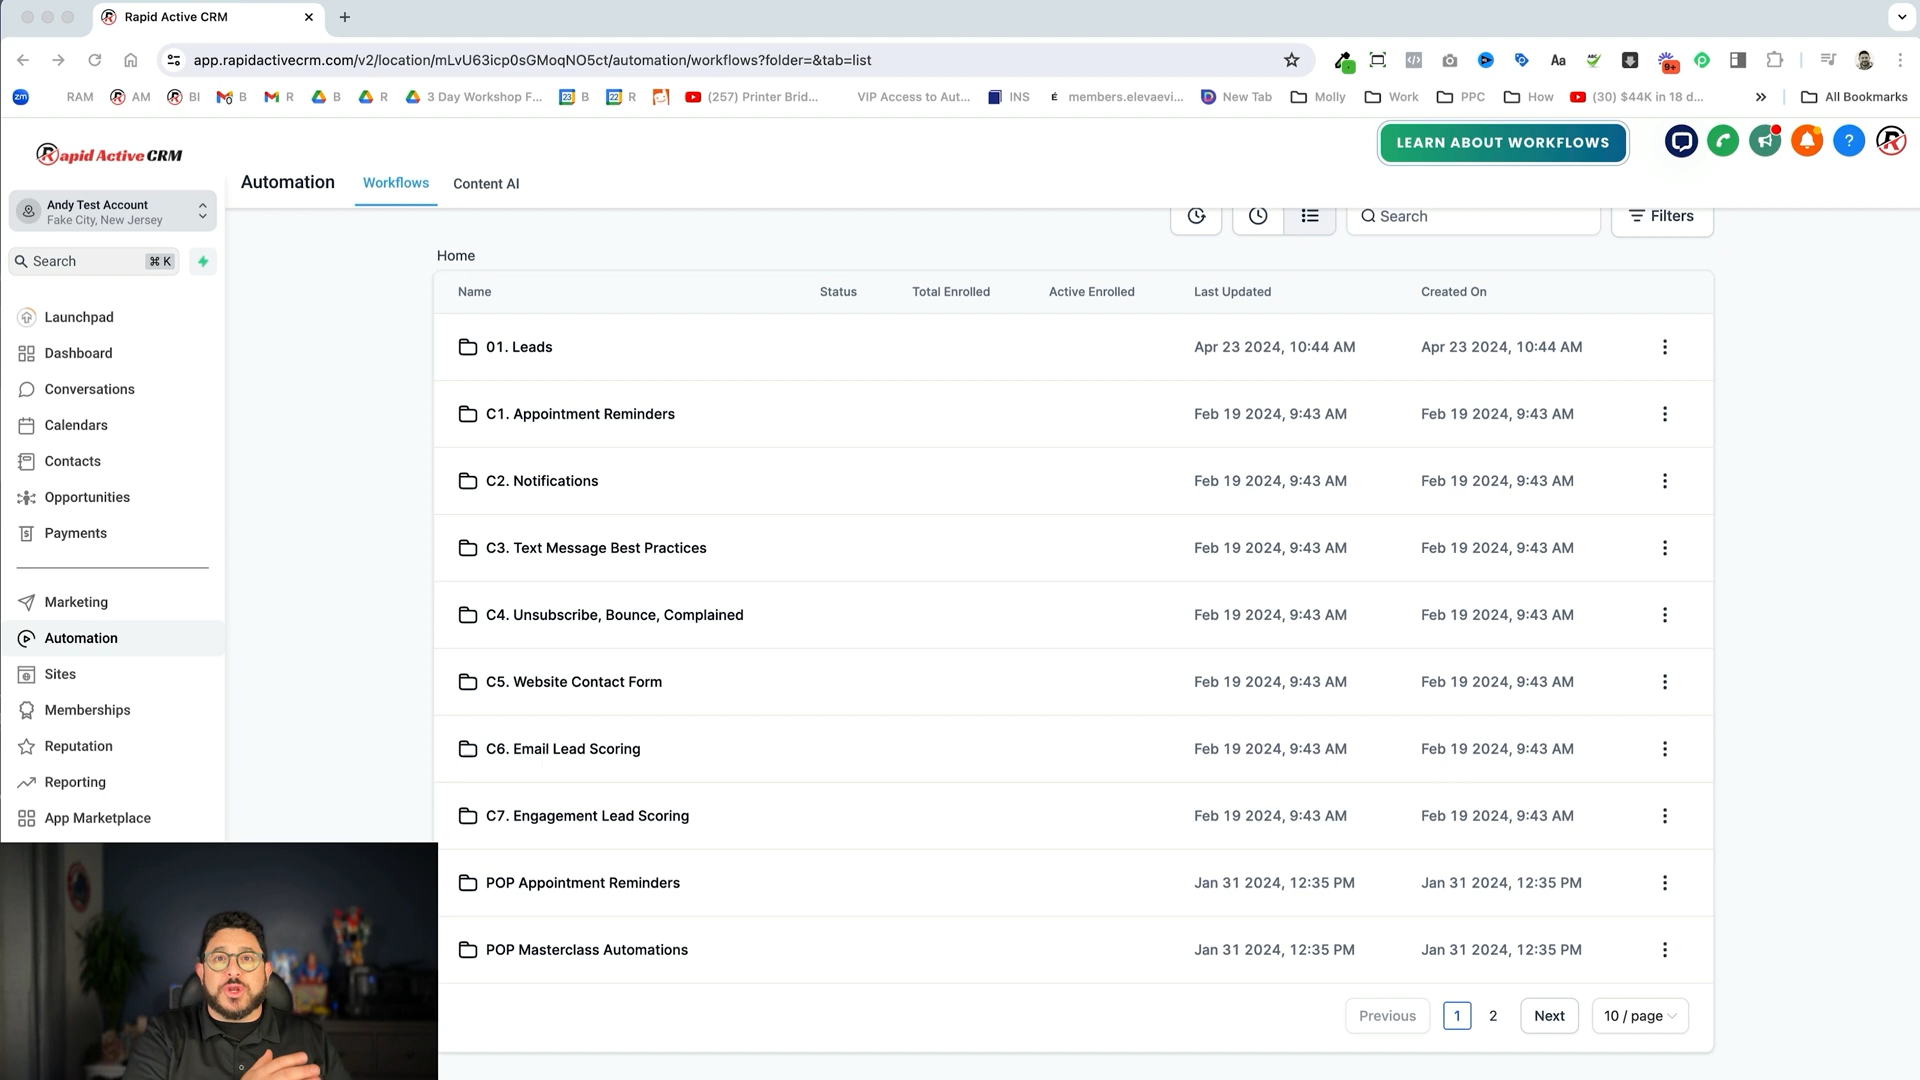 Rapid Active CRM
app.rapidactivecrm.com/v2/location/mLvU63icp0sGMoqNO5ct/automation/workflows?folder=&tab=list
Aa
9+
zm
RAM
AM
BI
B
R
B
R
3 Day Workshop F...
23 B
22 R
(257) Printer Brid...
VIP Access to Aut...
INS
members.elevaevi...
New Tab
Molly
Work
PPC
How
(30) $44K in 18 d...
All Bookmarks
Rapid Active CRM
LEARN ABOUT WORKFLOWS
Automation
Workflows
Content AI
Andy Test Account
Fake City, New Jersey
Search
⌘ K
Search
Filters
Launchpad
Dashboard
Conversations
Calendars
Contacts
Opportunities
Payments
Marketing
Automation
Sites
Memberships
Reputation
Reporting
App Marketplace
Home
Name Status Total Enrolled Active Enrolled Last Updated Created On
01. Leads Apr 23 2024, 10:44 AM Apr 23 2024, 10:44 AM
C1. Appointment Reminders Feb 19 2024, 9:43 AM Feb 19 2024, 9:43 AM
C2. Notifications Feb 19 2024, 9:43 AM Feb 19 2024, 9:43 AM
C3. Text Message Best Practices Feb 19 2024, 9:43 AM Feb 19 2024, 9:43 AM
C4. Unsubscribe, Bounce, Complained Feb 19 2024, 9:43 AM Feb 19 2024, 9:43 AM
C5. Website Contact Form Feb 19 2024, 9:43 AM Feb 19 2024, 9:43 AM
C6. Email Lead Scoring Feb 19 2024, 9:43 AM Feb 19 2024, 9:43 AM
C7. Engagement Lead Scoring Feb 19 2024, 9:43 AM Feb 19 2024, 9:43 AM
POP Appointment Reminders Jan 31 2024, 12:35 PM Jan 31 2024, 12:35 PM
POP Masterclass Automations Jan 31 2024, 12:35 PM Jan 31 2024, 12:35 PM
Previous 1 2 Next 10 / page